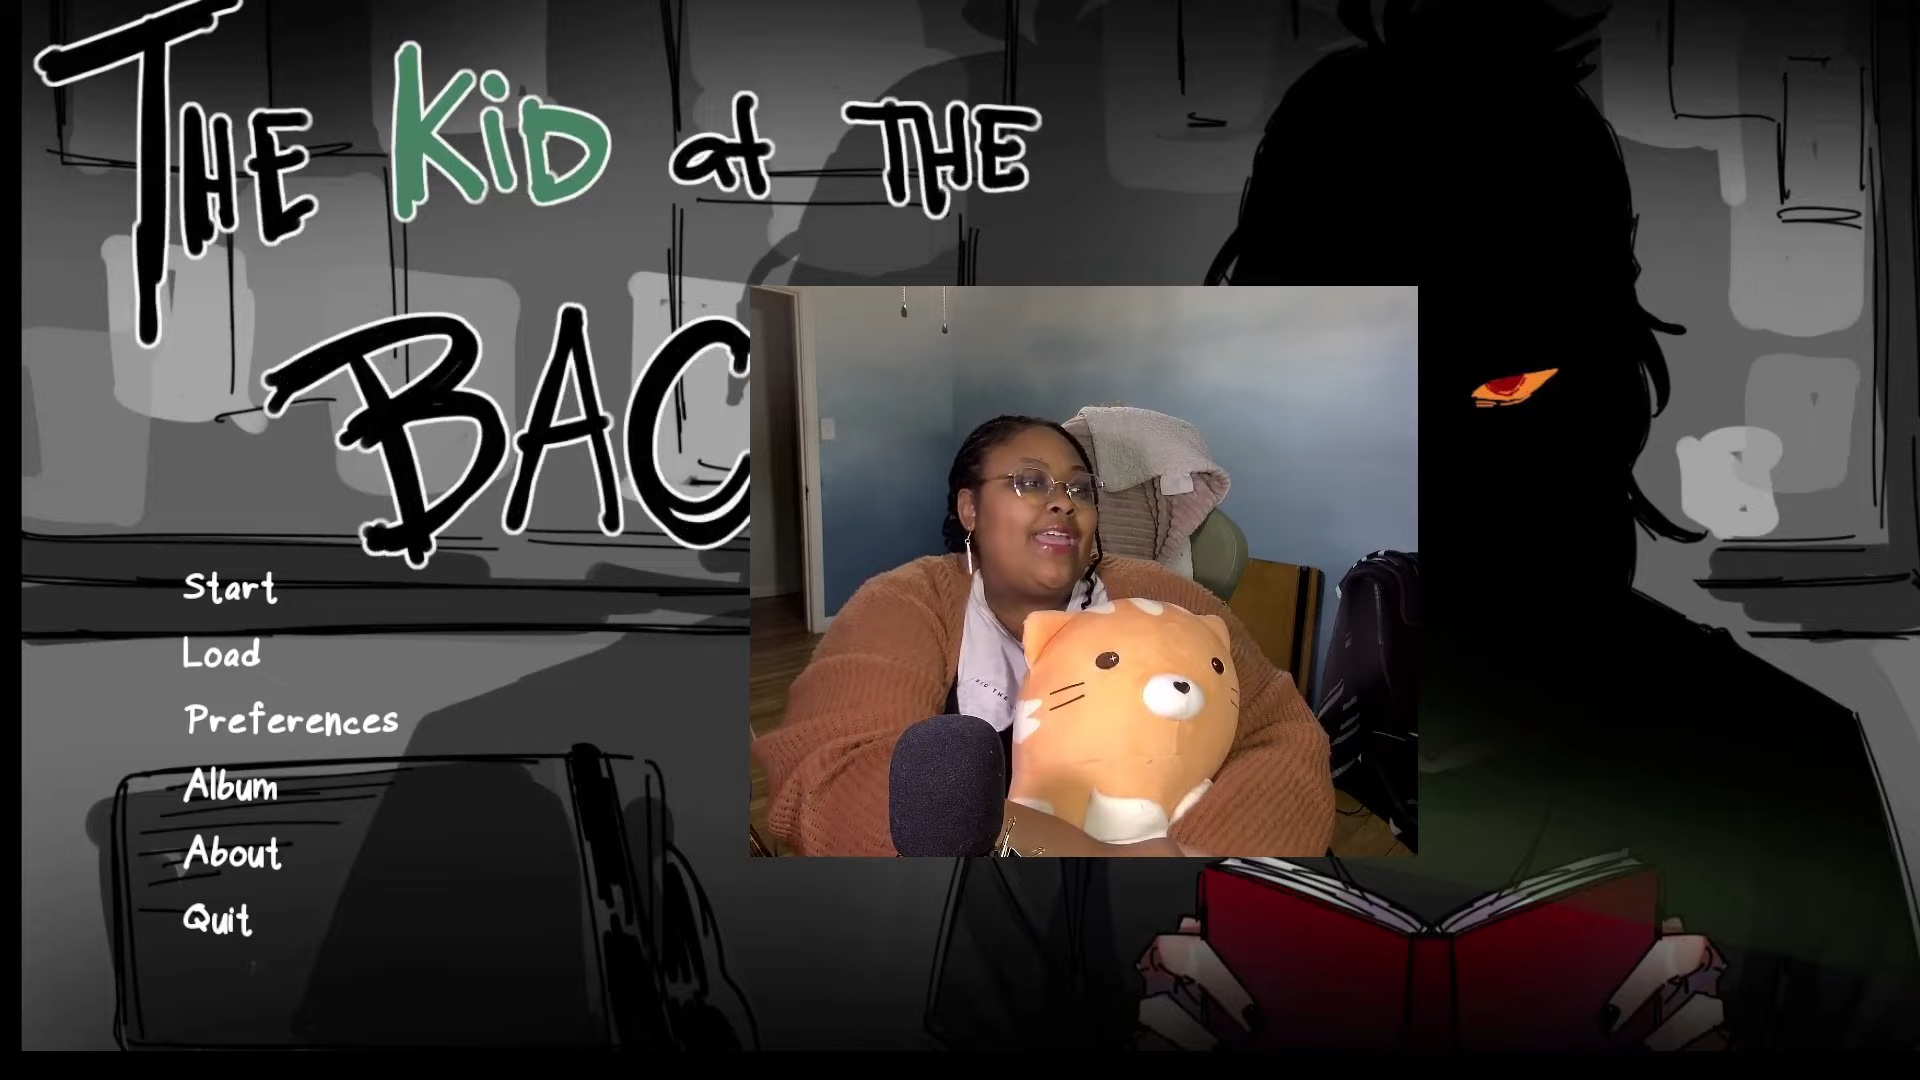 THE KiD at THE
BAC
Start
Load
Preferences
Album
About
Quit